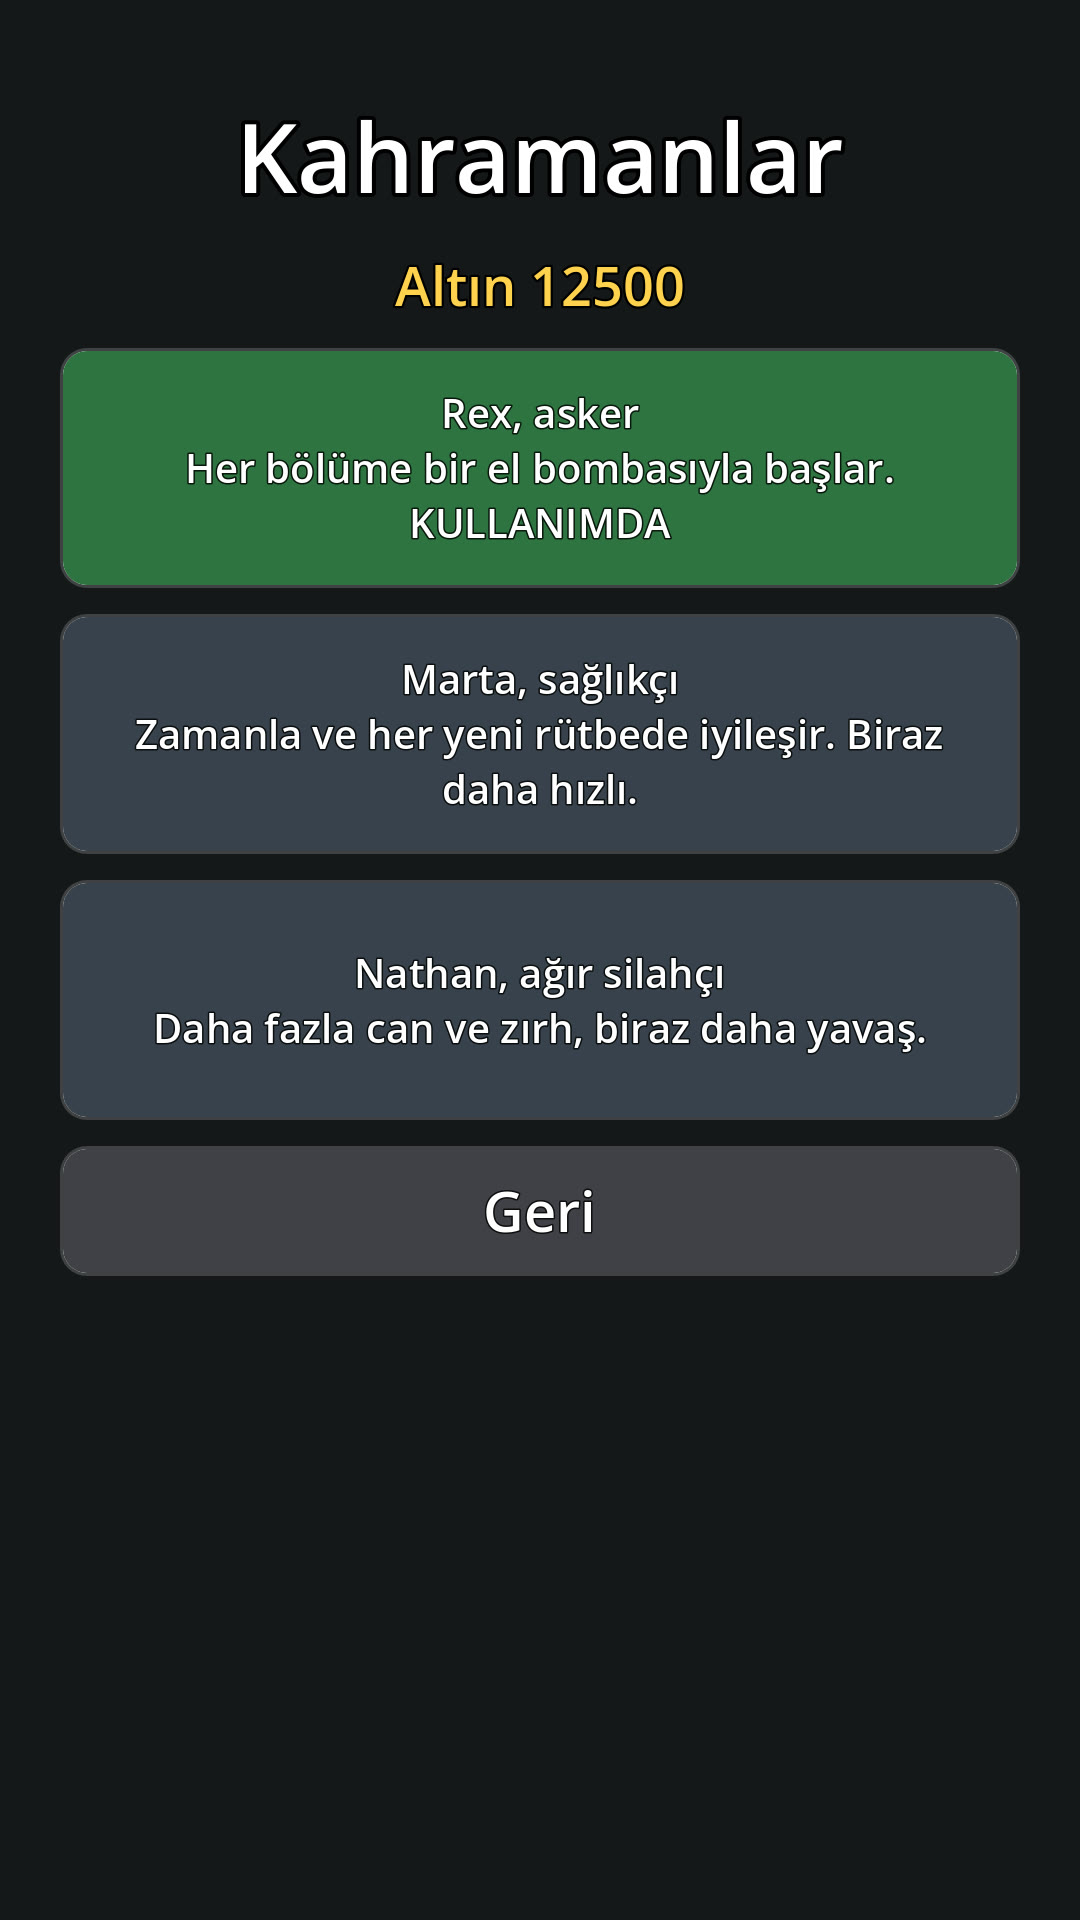 Kahramanlar
Altın 12500
Rex, asker
Her bölüme bir el bombasıyla başlar.
KULLANIMDA
Marta, sağlıkçı
Zamanla ve her yeni rütbede iyileşir. Biraz
daha hızlı.
Nathan, ağır silahçı
Daha fazla can ve zırh, biraz daha yavaş.
Geri